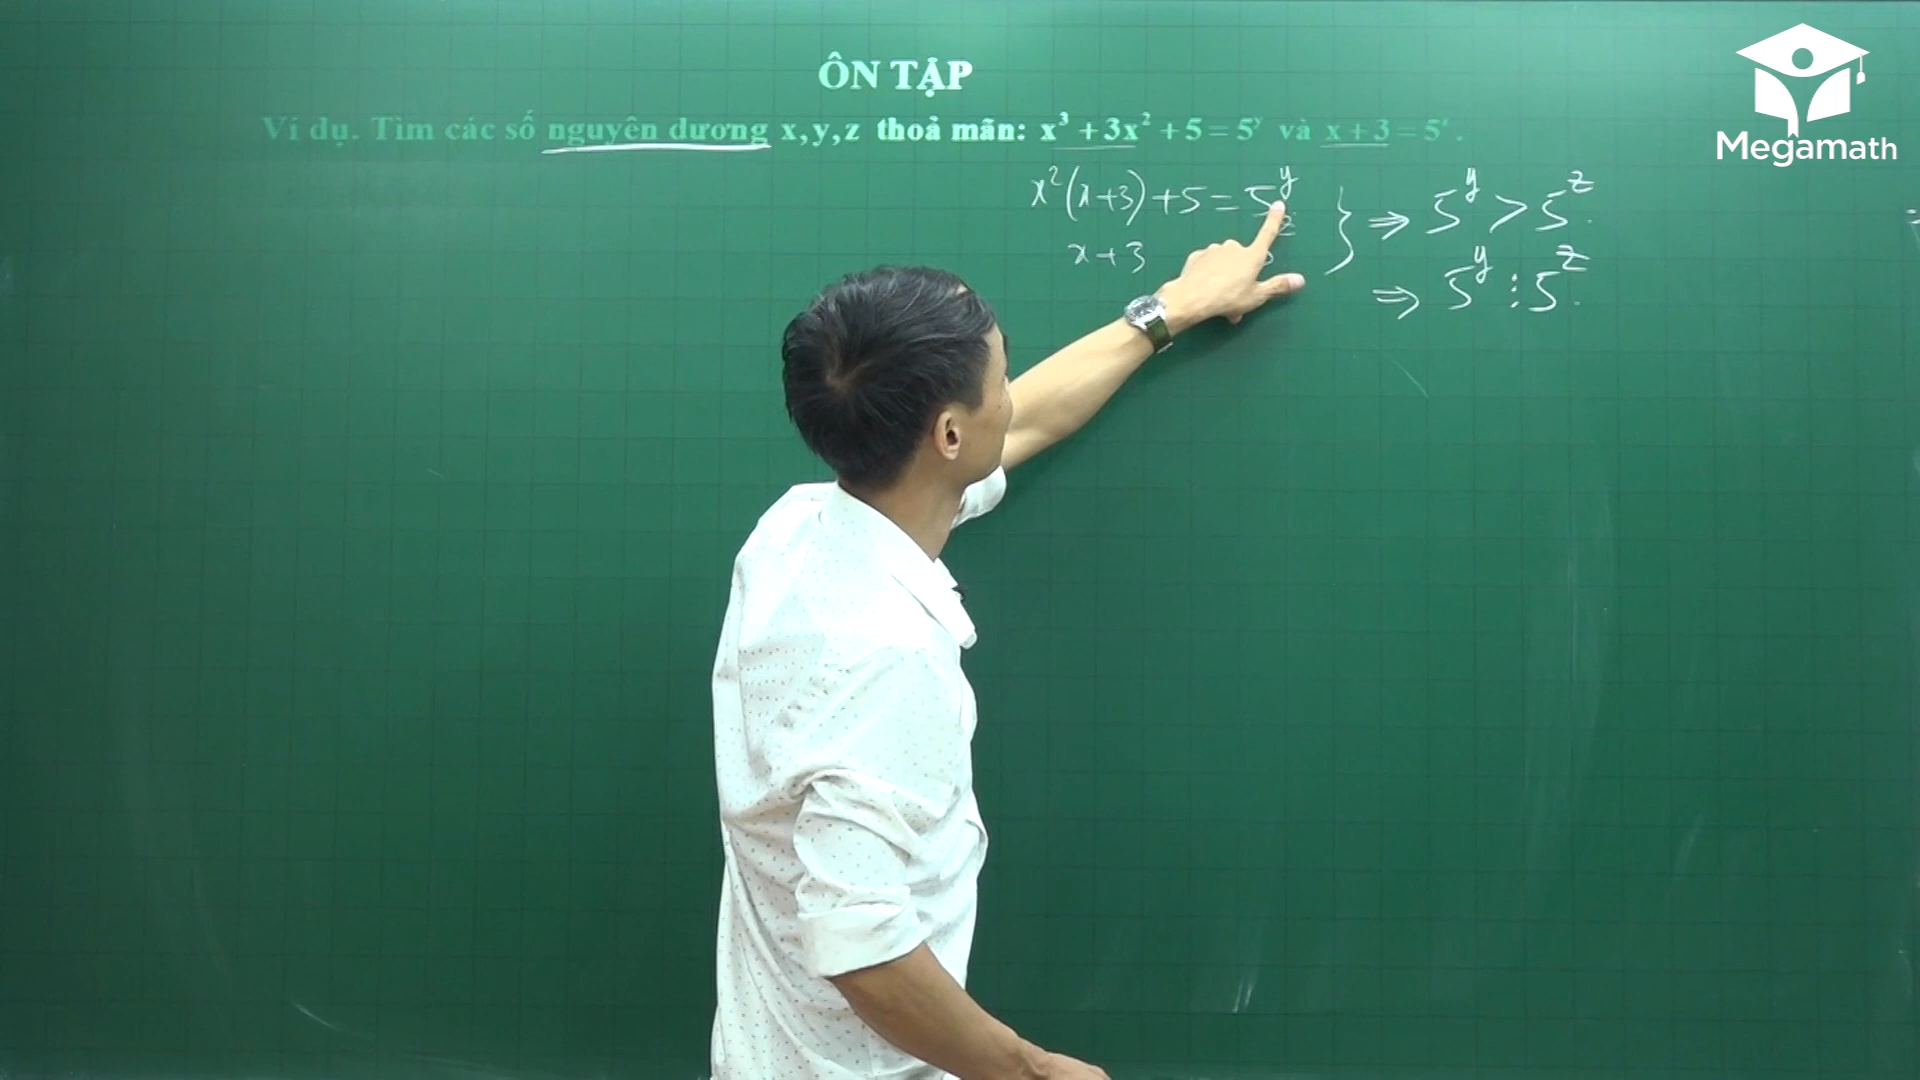 Megamath
ÔN TẬP
Ví dụ. Tìm các số nguyên dương x, y, z thoả mãn: x³ + 3x² + 5 = 5ʸ và x + 3 = 5ᶻ.
x²(x+3) + 5 = 5ʸ } ⇒ 5ʸ > 5ᶻ.
x+3
⇒ 5ʸ ⋮ 5ᶻ.